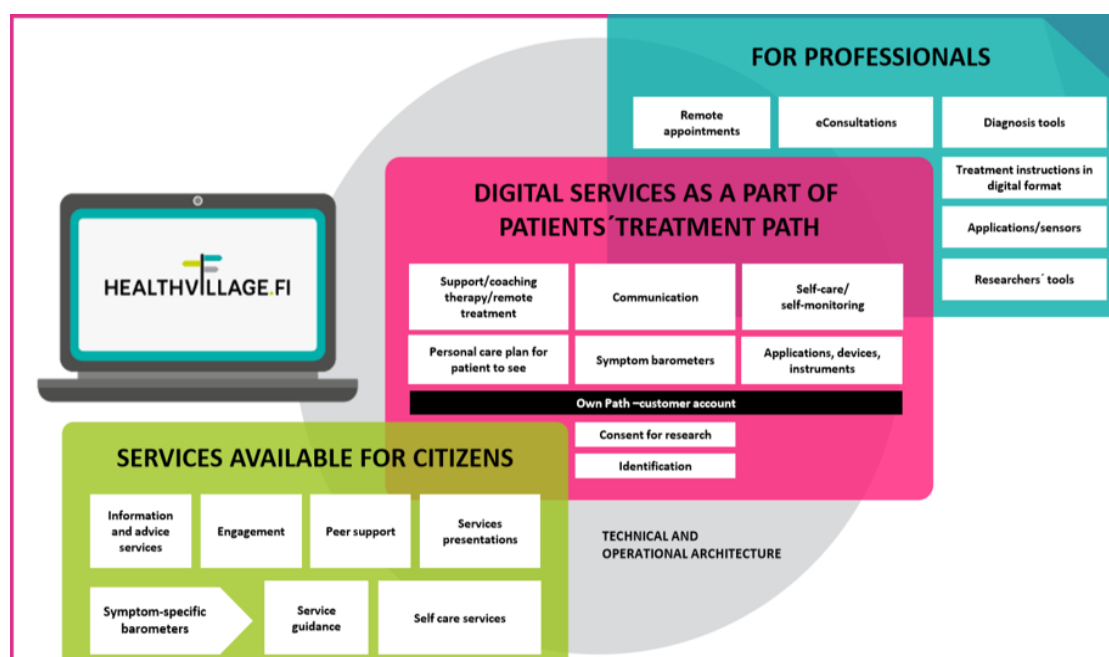 FOR PROFESSIONALS
Remote
appointments
eConsultations
Diagnosis tools
Treatment instructions in
digital format
Applications/sensors
Researchers´ tools
DIGITAL SERVICES AS A PART OF
PATIENTS´TREATMENT PATH
Support/coaching
therapy/remote
treatment
Communication
Self-care/
self-monitoring
Personal care plan for
patient to see
Symptom barometers
Applications, devices,
instruments
Own Path –customer account
Consent for research
Identification
HEALTHVILLAGE.FI
SERVICES AVAILABLE FOR CITIZENS
Information
and advice
services
Engagement
Peer support
Services
presentations
Symptom-specific
barometers
Service
guidance
Self care services
TECHNICAL AND
OPERATIONAL ARCHITECTURE